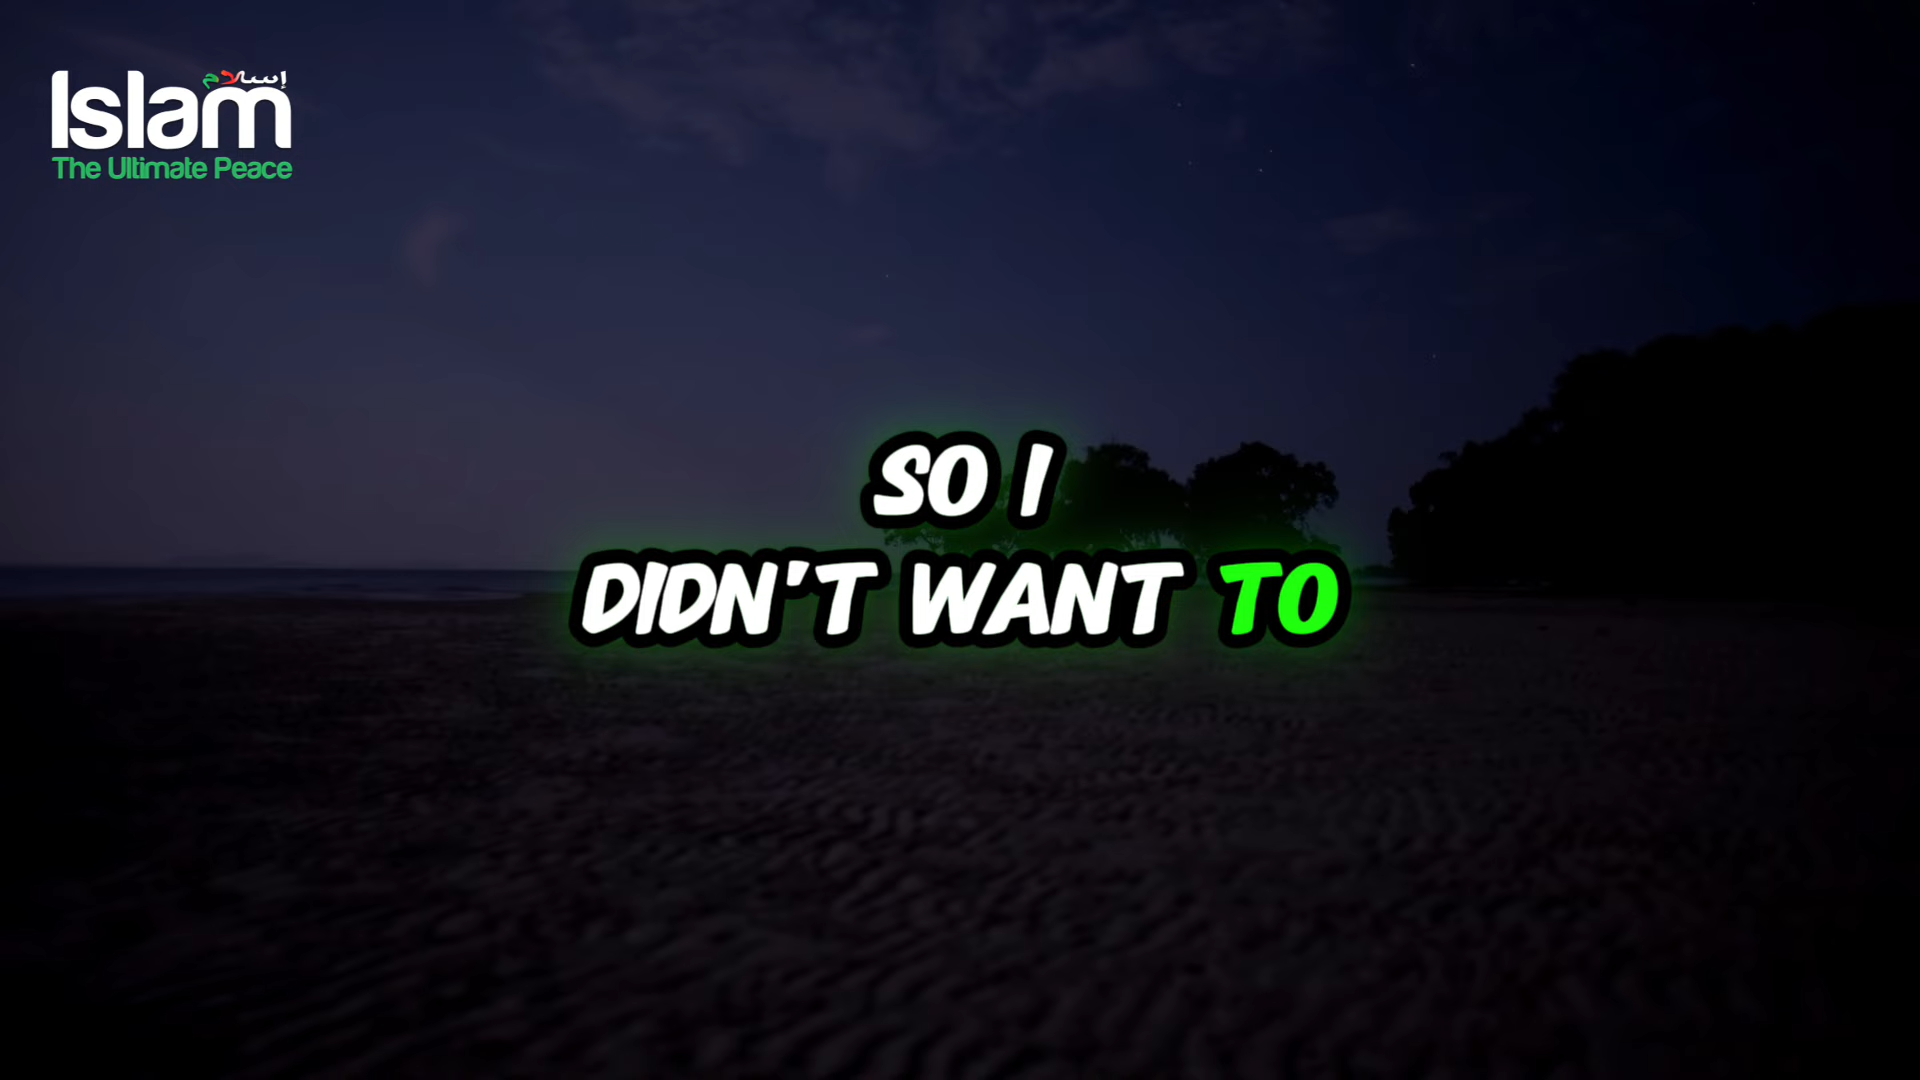 إسلام
Islam
The Ultimate Peace
SO I
DIDN'T WANT TO